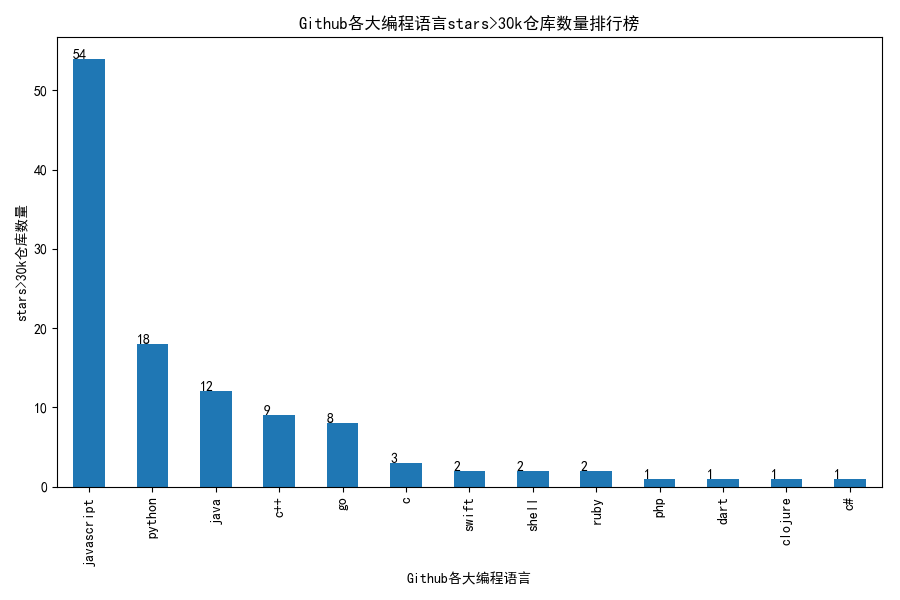 Github各大编程语言stars>30k仓库数量排行榜
stars>30k仓库数量
50
40
30
20
10
0
54
18
12
9
8
3
2
2
2
1
1
1
1
javascript
python
java
c++
go
c
swift
shell
ruby
php
dart
clojure
c#
Github各大编程语言